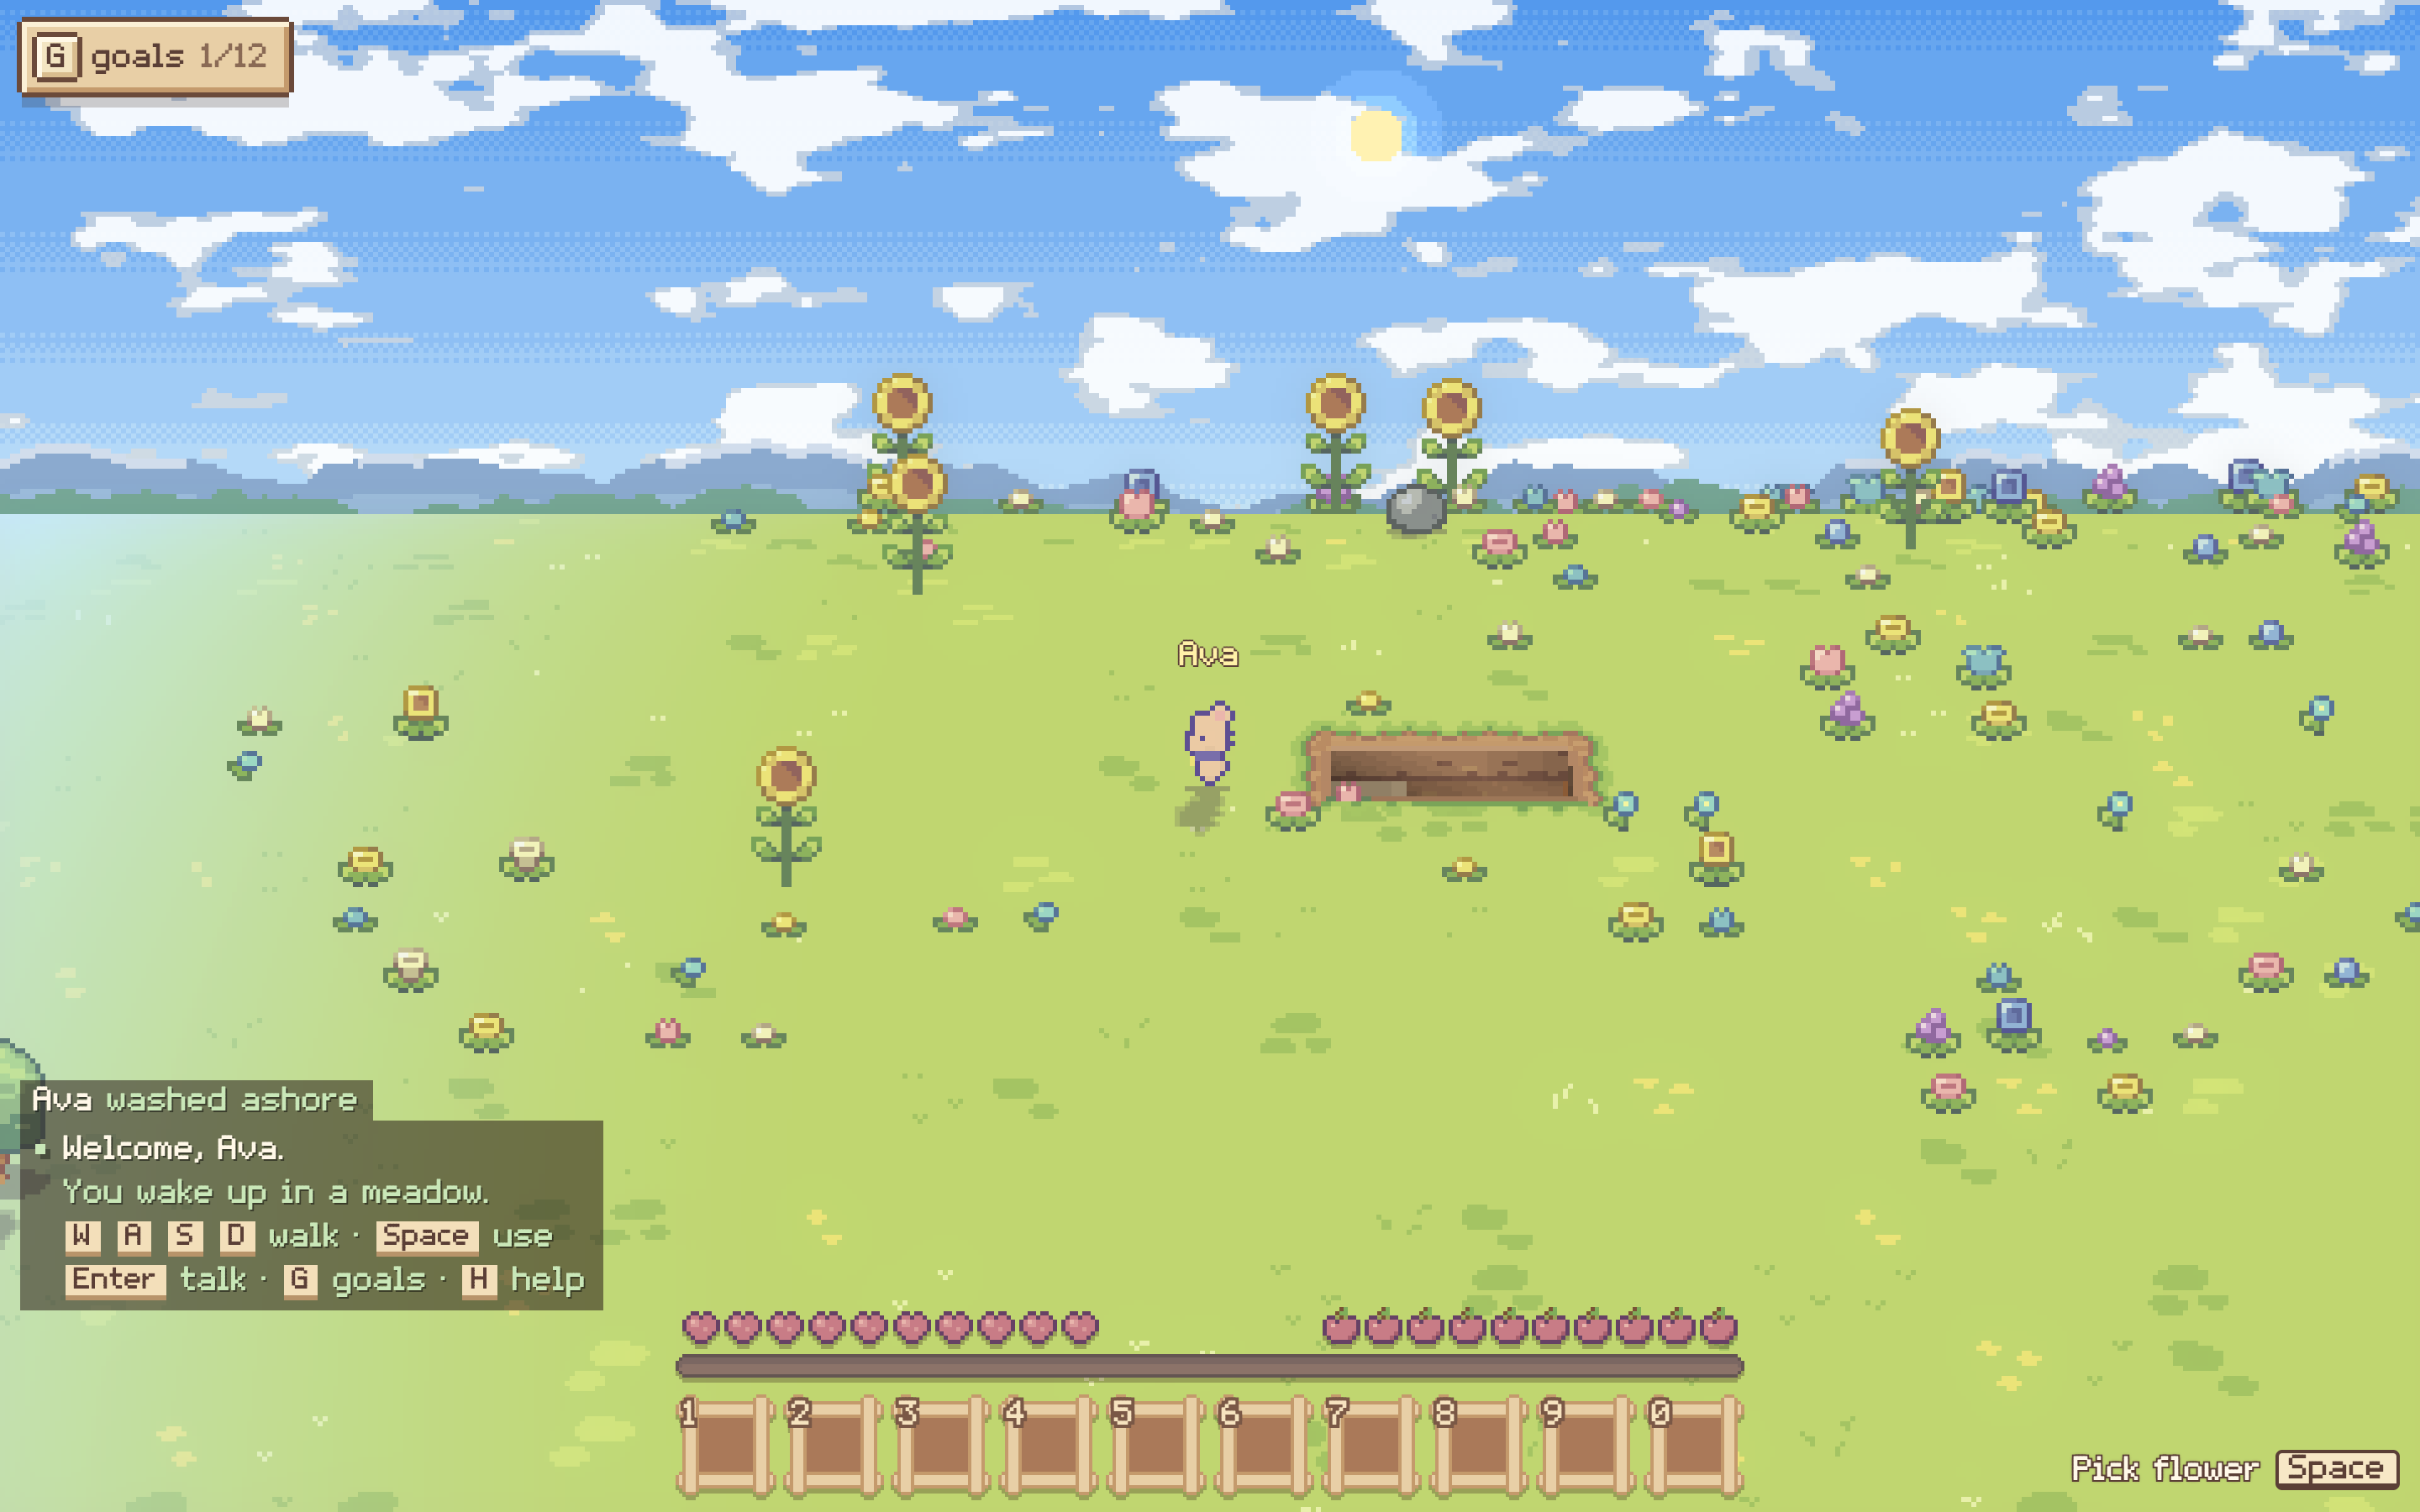 G goals 1/12
Ava
Ava washed ashore
Welcome, Ava.
You wake up in a meadow.
W A S D walk · Space use
Enter talk · G goals · H help
1 2 3 4 5 6 7 8 9 0
Pick flower Space